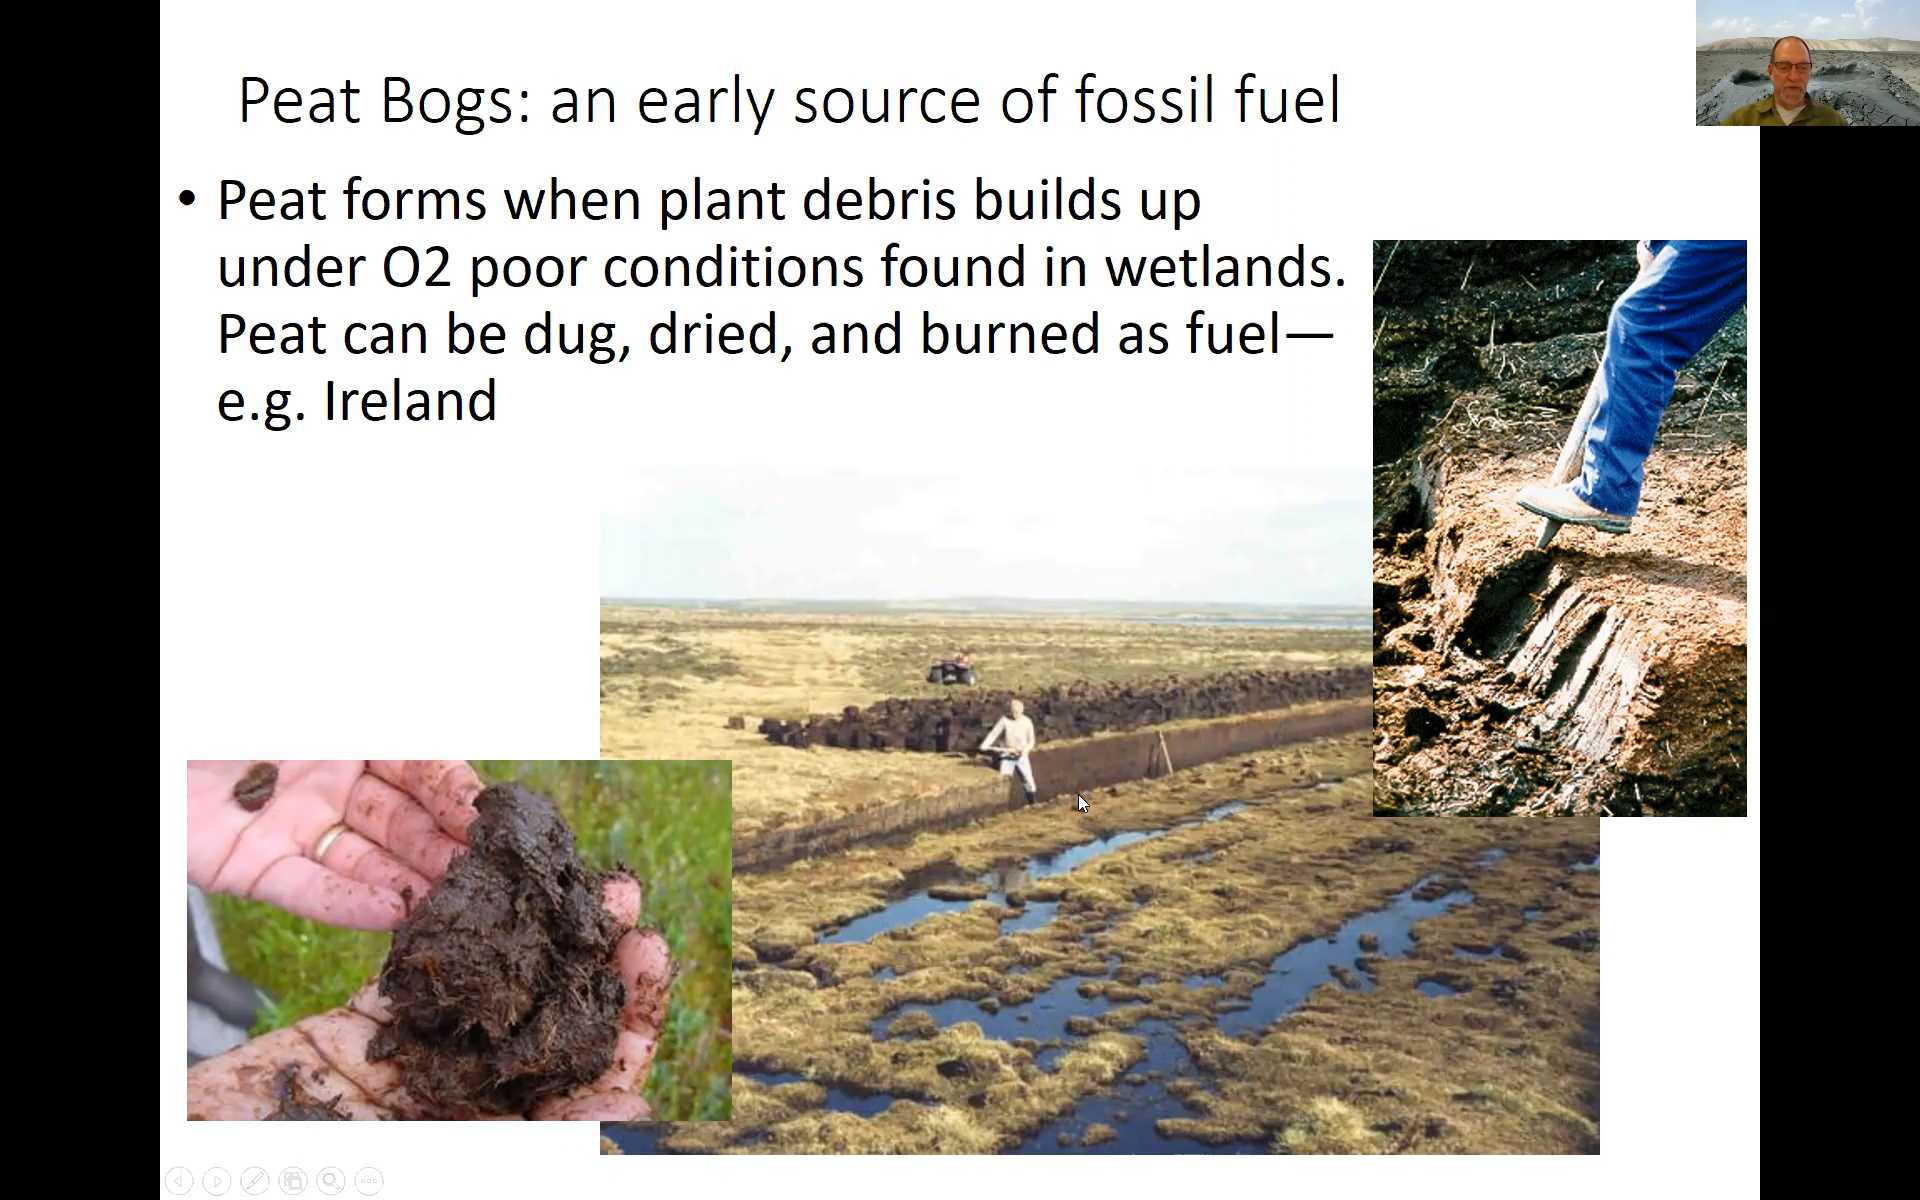 Peat Bogs: an early source of fossil fuel
• Peat forms when plant debris builds up
under O2 poor conditions found in wetlands.
Peat can be dug, dried, and burned as fuel—
e.g. Ireland